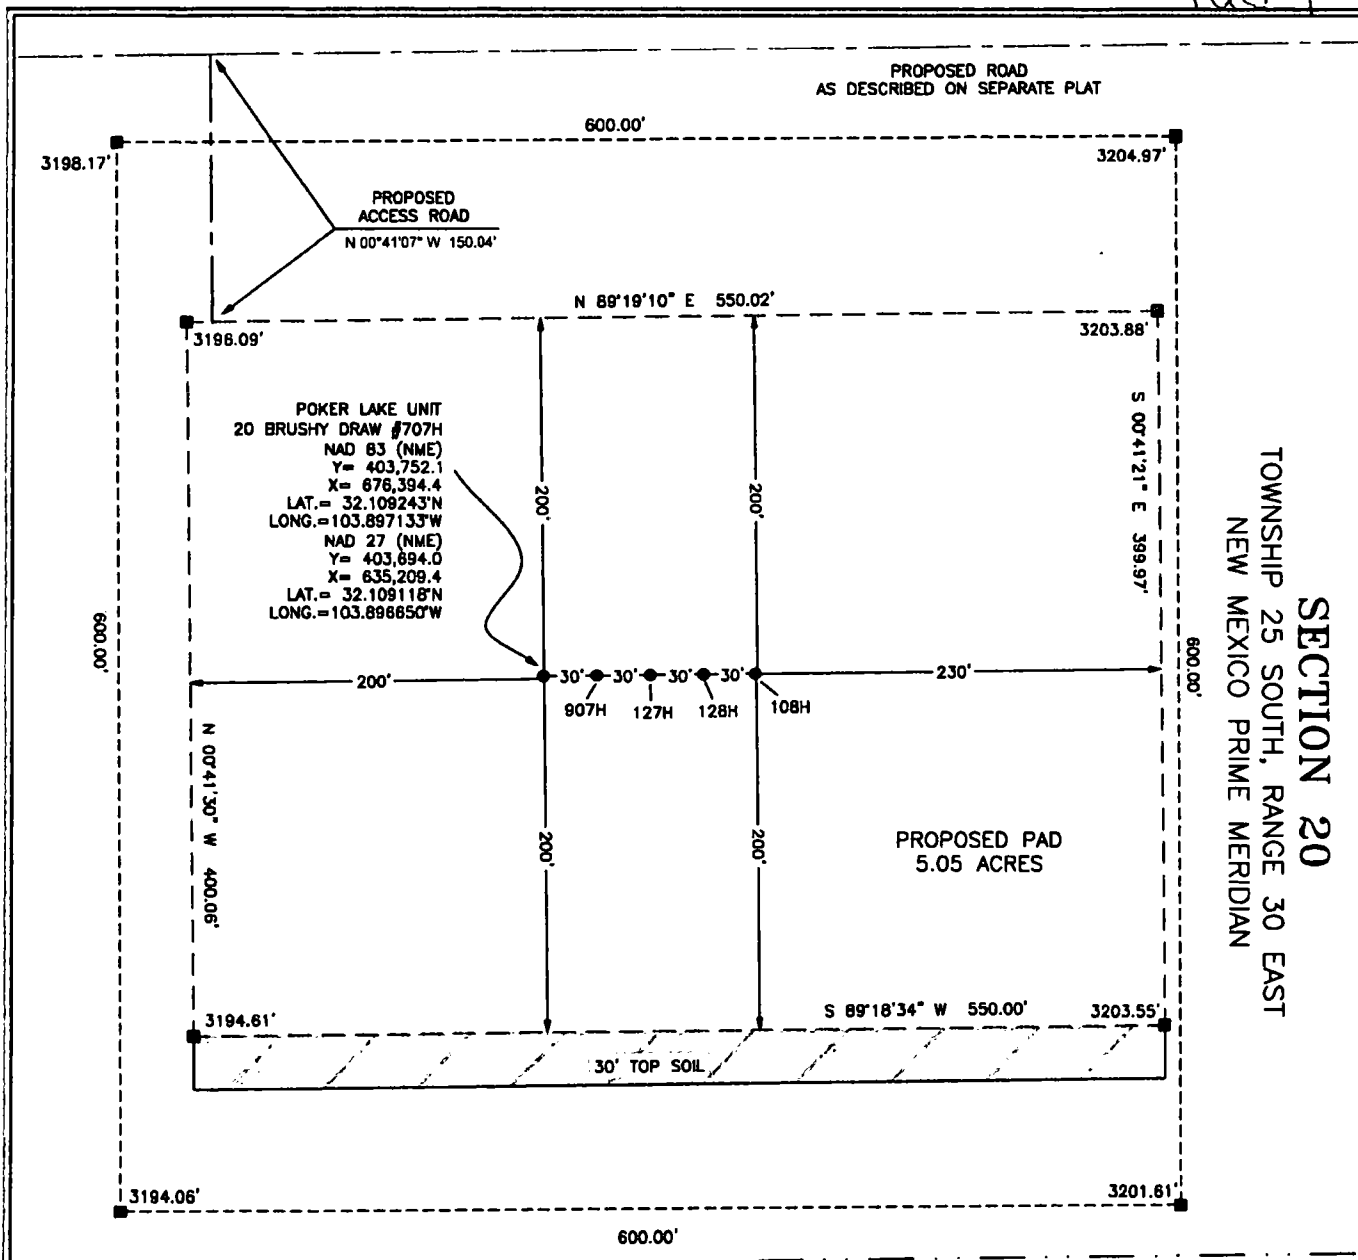 PROPOSED ROAD
AS DESCRIBED ON SEPARATE PLAT
600.00'
3198.17'
3204.97'
PROPOSED
ACCESS ROAD
N 00°41'07" W 150.04'
N 89°19'10" E 550.02'
3196.09'
3203.88'
POKER LAKE UNIT
20 BRUSHY DRAW #707H
NAD 83 (NME)
Y= 403,752.1
X= 676,394.4
LAT.= 32.109243°N
LONG.=103.897133°W
NAD 27 (NME)
Y= 403,694.0
X= 635,209.4
LAT.= 32.109118°N
LONG.=103.896650°W
200'
200'
S 00°41'21" E 399.97'
600.00'
600.00'
SECTION 20
TOWNSHIP 25 SOUTH, RANGE 30 EAST
NEW MEXICO PRIME MERIDIAN
200'
30'
30'
30'
30'
230'
907H
127H
128H
108H
N 00°41'30" W 400.06'
200'
200'
PROPOSED PAD
5.05 ACRES
S 89°18'34" W 550.00'
3194.61'
3203.55'
30' TOP SOIL
3194.06'
3201.61'
600.00'